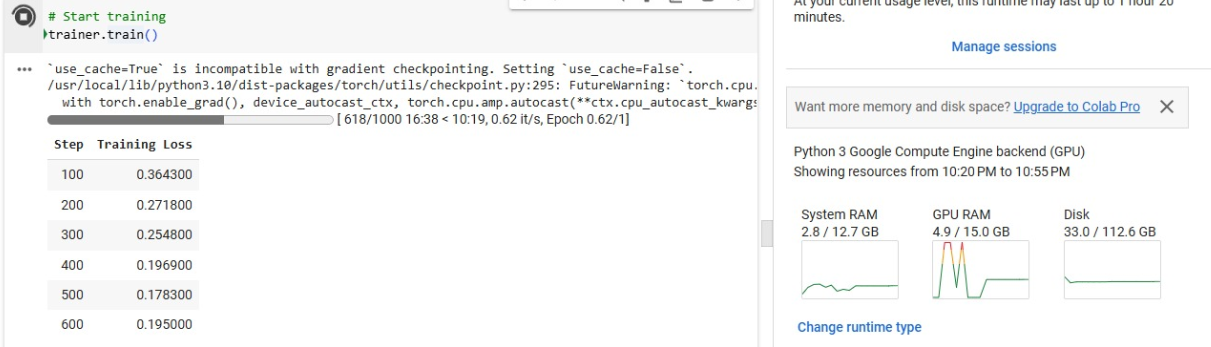 # Start training
trainer.train()
`use_cache=True` is incompatible with gradient checkpointing. Setting `use_cache=False`.
/usr/local/lib/python3.10/dist-packages/torch/utils/checkpoint.py:295: FutureWarning: `torch.cpu.
with torch.enable_grad(), device_autocast_ctx, torch.cpu.amp.autocast(**ctx.cpu_autocast_kwargs
[ 618/1000 16:38 < 10:19, 0.62 it/s, Epoch 0.62/1]
Step Training Loss
100 0.364300
200 0.271800
300 0.254800
400 0.196900
500 0.178300
600 0.195000
At your current usage level, this runtime may last up to 1 hour 20
minutes.
Manage sessions
Want more memory and disk space? Upgrade to Colab Pro
Python 3 Google Compute Engine backend (GPU)
Showing resources from 10:20 PM to 10:55 PM
System RAM GPU RAM Disk
2.8 / 12.7 GB 4.9 / 15.0 GB 33.0 / 112.6 GB
Change runtime type